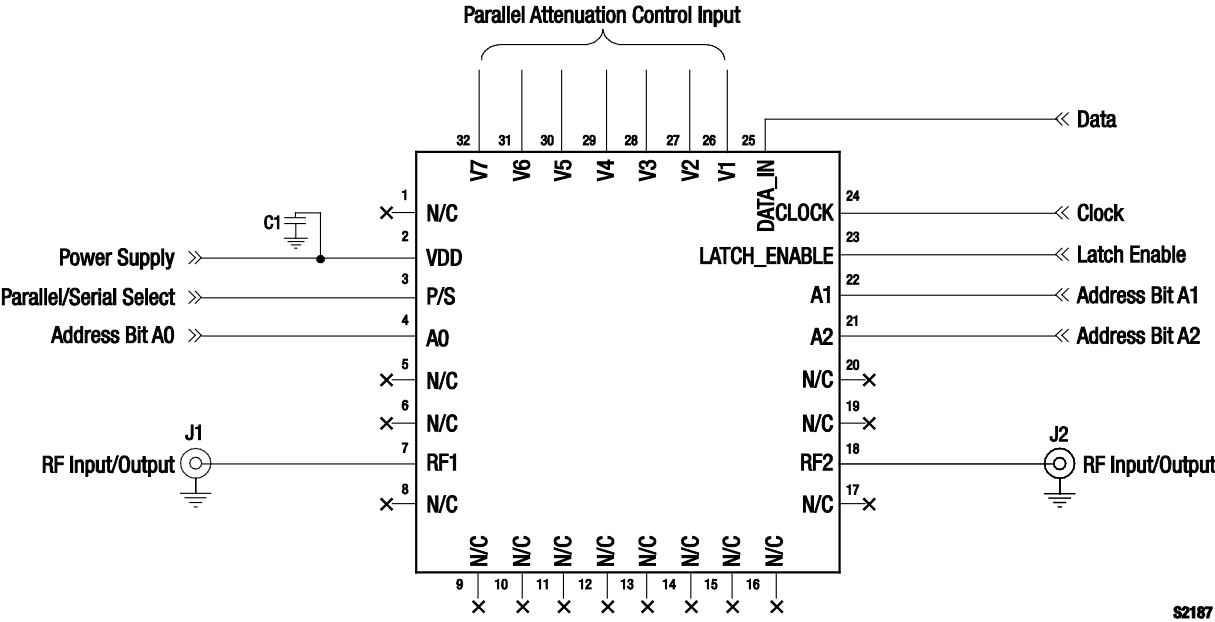 Parallel Attenuation Control Input
Data
32 31 30 29 28 27 26 25
V7 V6 V5 V4 V3 V2 V1 DATA_IN
1 N/C
24 CLOCK Clock
C1
Power Supply 2 VDD
23 LATCH_ENABLE Latch Enable
Parallel/Serial Select 3 P/S
22 A1 Address Bit A1
Address Bit A0 4 A0
21 A2 Address Bit A2
5 N/C
N/C 20
6 N/C
N/C 19
J1
RF Input/Output 7 RF1
J2
RF2 18 RF Input/Output
8 N/C
N/C 17
N/C N/C N/C N/C N/C N/C N/C N/C
9 10 11 12 13 14 15 16
S2187